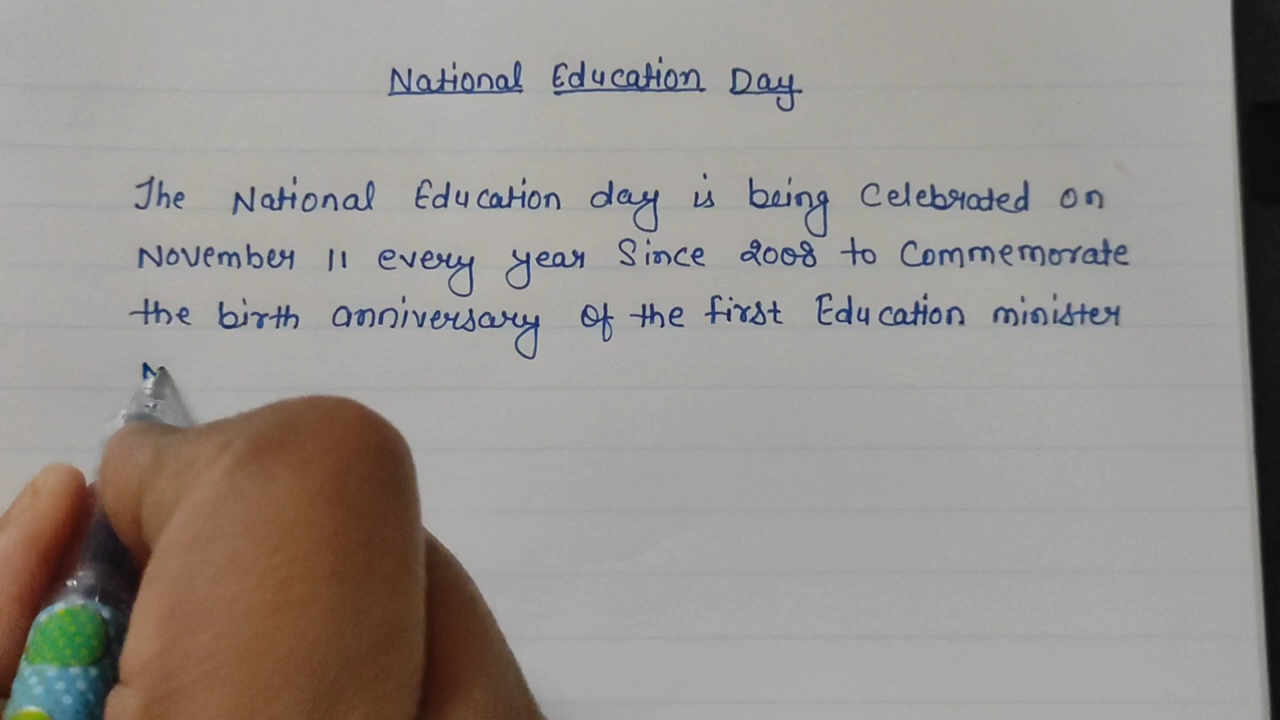 National Education Day
The National Education day is being Celebrated on
November 11 every year Since 2008 to Commemorate
the birth anniversary of the first Education minister